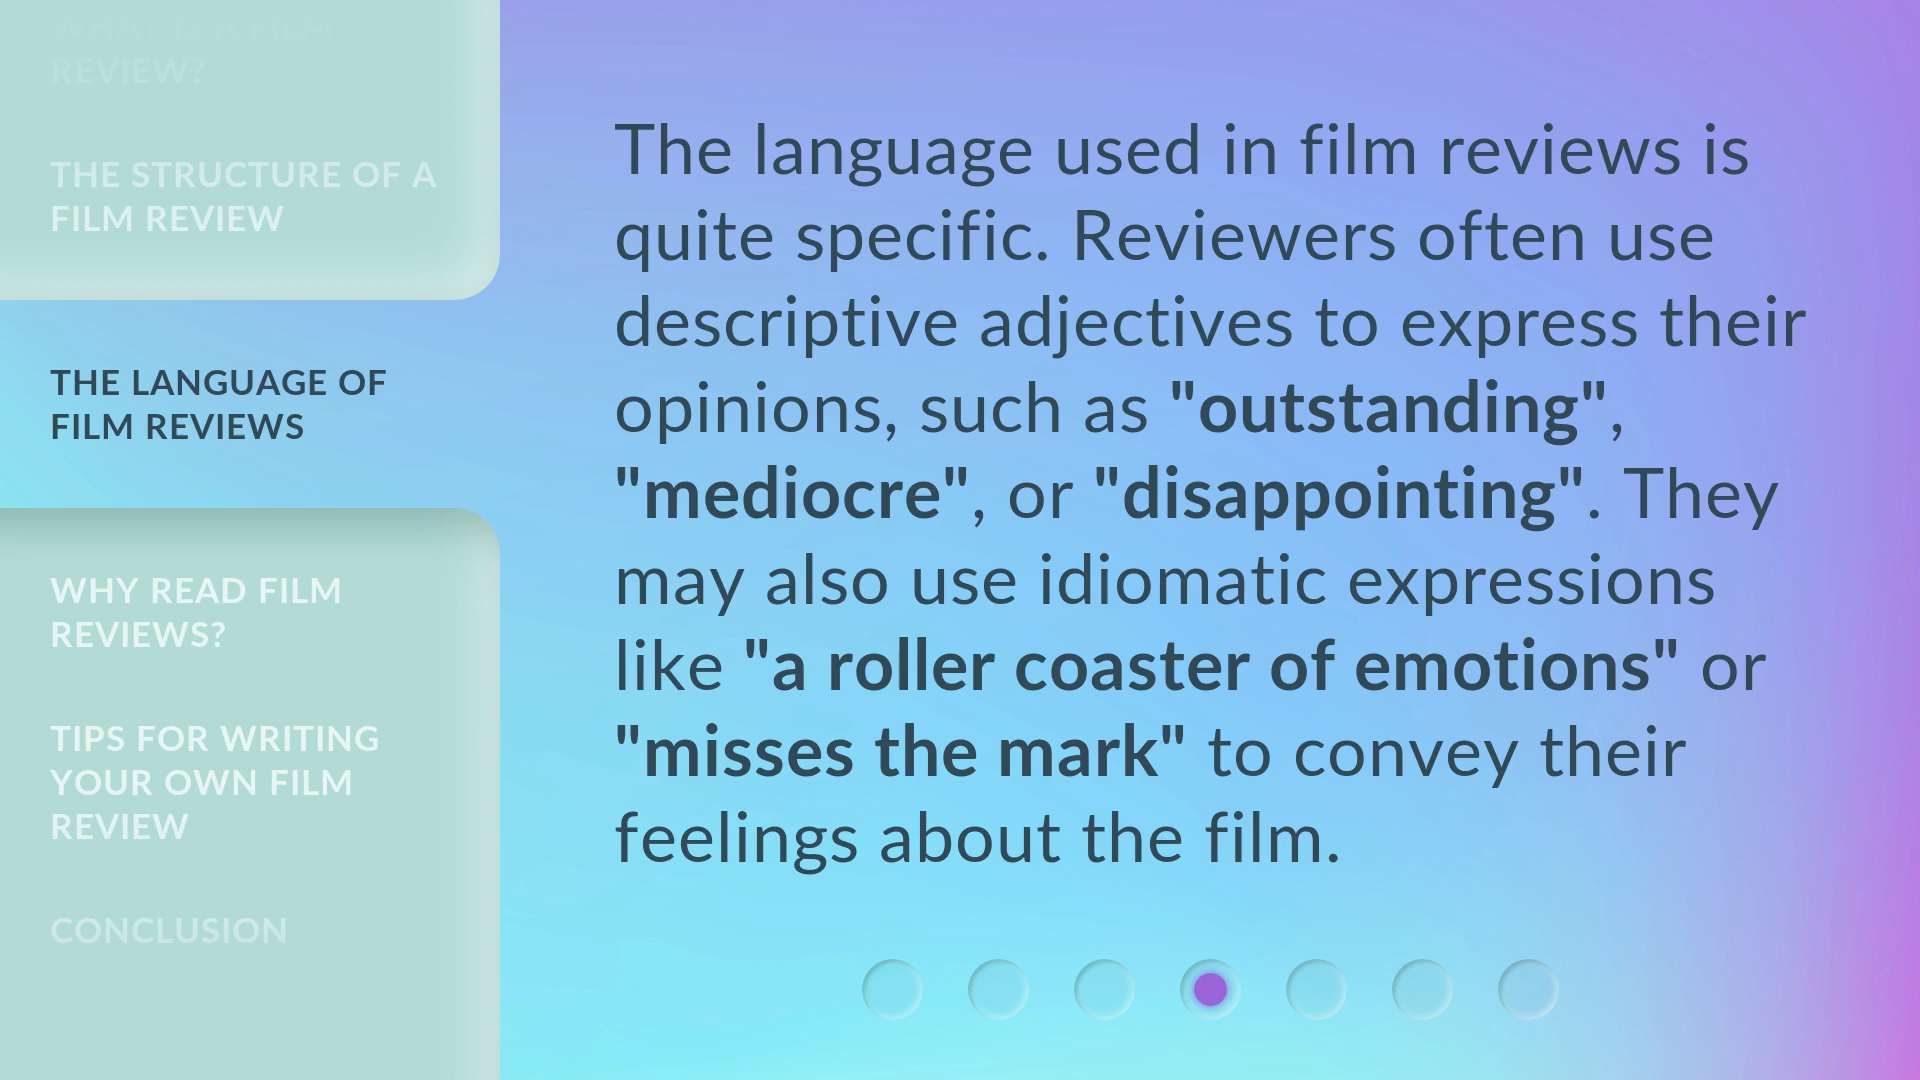 WHAT IS A FILM
REVIEW?
THE STRUCTURE OF A
FILM REVIEW
THE LANGUAGE OF
FILM REVIEWS
WHY READ FILM
REVIEWS?
TIPS FOR WRITING
YOUR OWN FILM
REVIEW
CONCLUSION
The language used in film reviews is
quite specific. Reviewers often use
descriptive adjectives to express their
opinions, such as "outstanding",
"mediocre", or "disappointing". They
may also use idiomatic expressions
like "a roller coaster of emotions" or
"misses the mark" to convey their
feelings about the film.